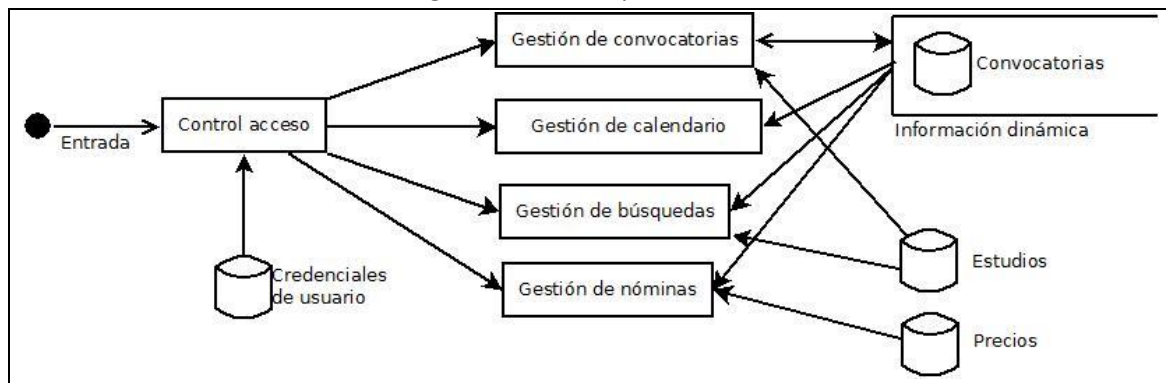 Gestión de convocatorias
Convocatorias
Control acceso
Gestión de calendario
Entrada
Información dinámica
Gestión de búsquedas
Credenciales
de usuario
Estudios
Gestión de nóminas
Precios